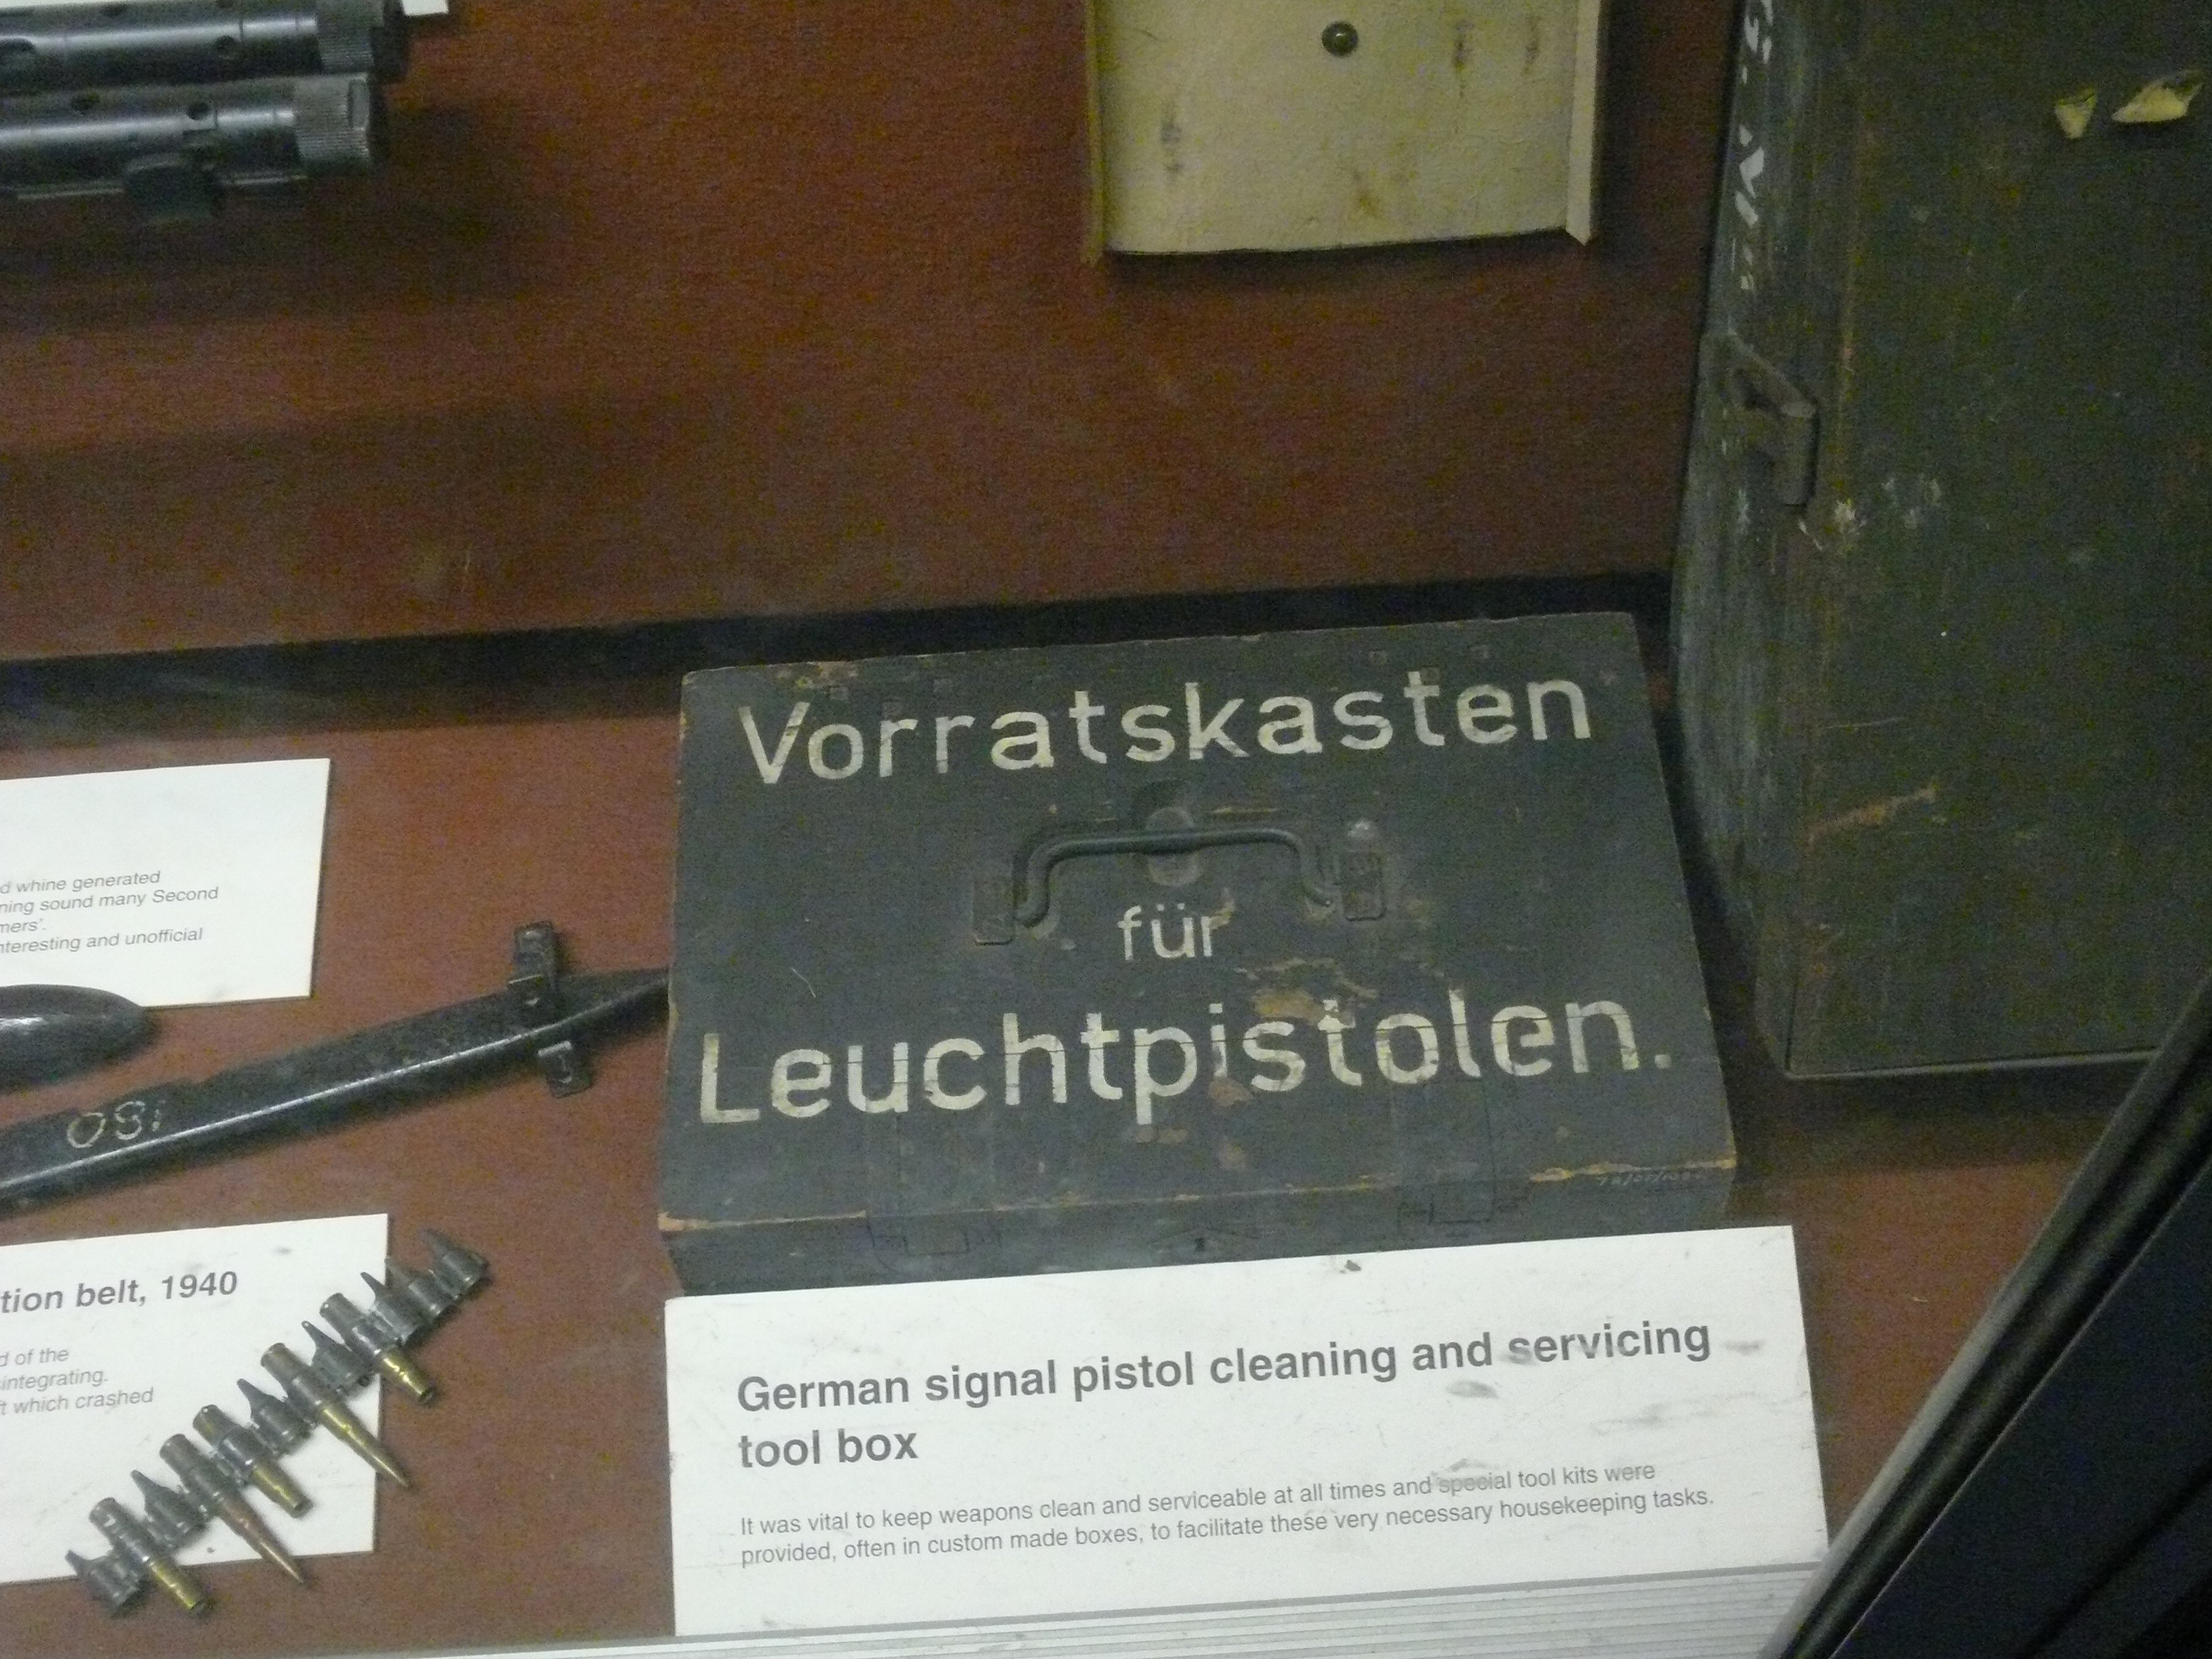 Vorratskasten
für
Leuchtpistolen.
d whine generated
ning sound many Second
mers'.
nteresting and unofficial
081
tion belt, 1940
d of the
sintegrating.
ft which crashed
German signal pistol cleaning and servicing
tool box
It was vital to keep weapons clean and serviceable at all times and special tool kits were
provided, often in custom made boxes, to facilitate these very necessary housekeeping tasks.